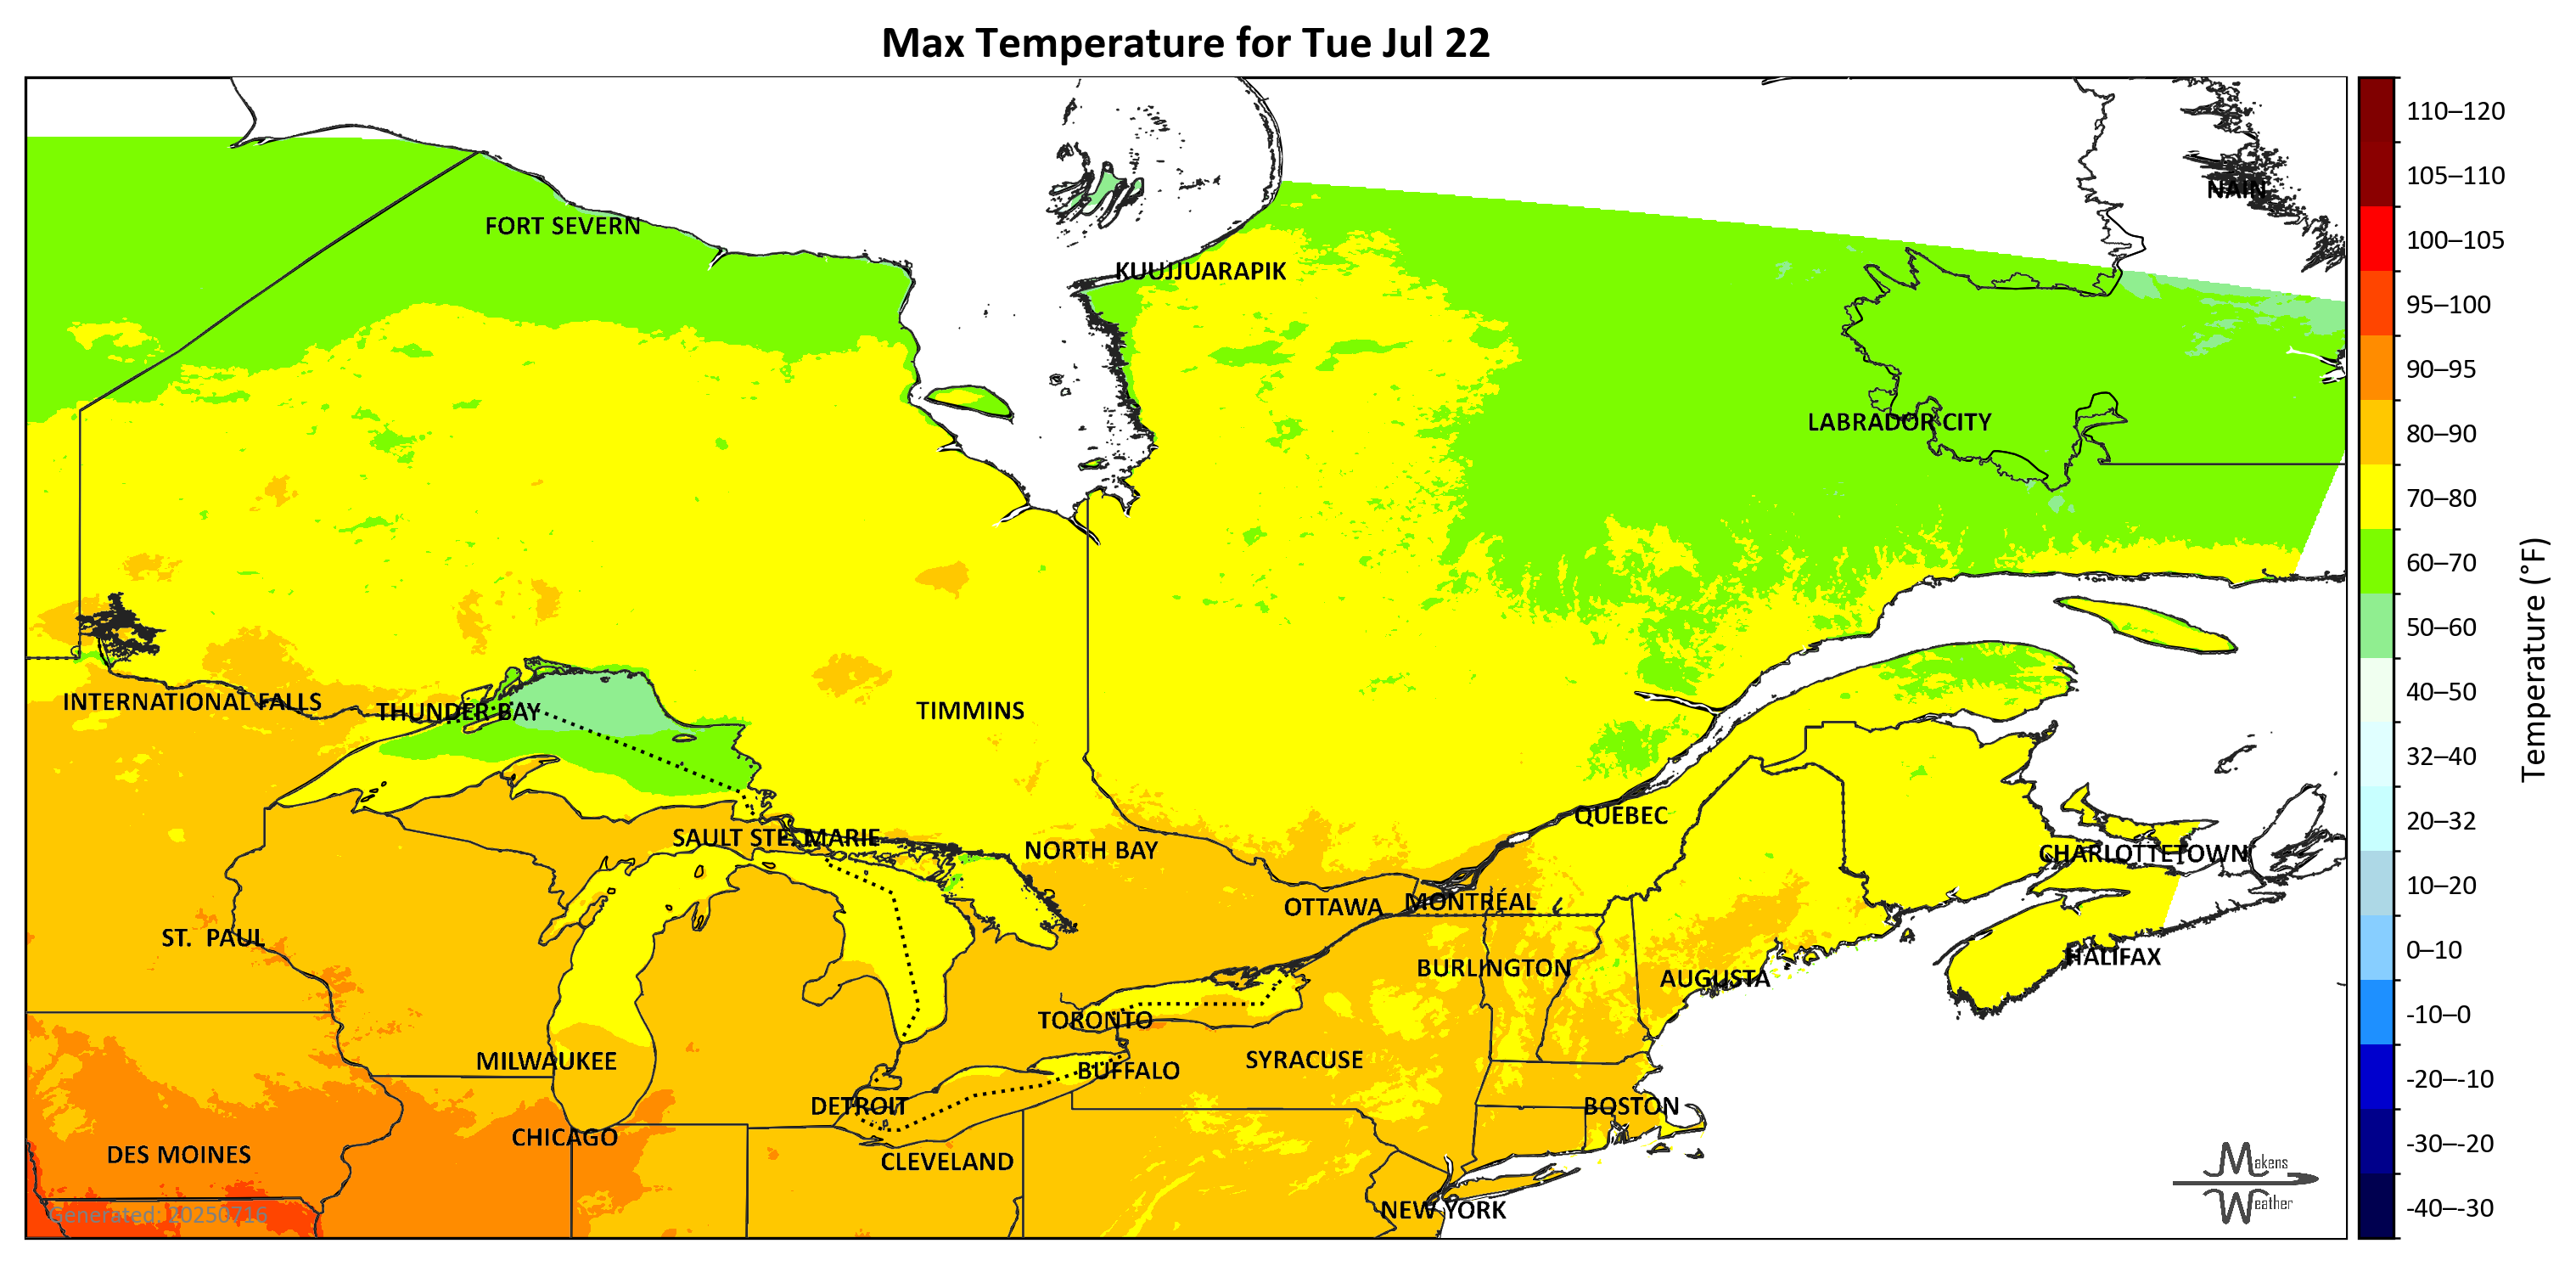 Max Temperature for Tue Jul 22
NAIN
FORT SEVERN
KUUJJUARAPIK
LABRADOR CITY
INTERNATIONAL FALLS
THUNDER BAY
TIMMINS
QUÉBEC
SAULT STE. MARIE
NORTH BAY
CHARLOTTETOWN
OTTAWA
MONTRÉAL
ST. PAUL
HALIFAX
BURLINGTON
AUGUSTA
TORONTO
MILWAUKEE
SYRACUSE
BUFFALO
DETROIT
BOSTON
CHICAGO
DES MOINES
CLEVELAND
NEW YORK
Generated: 20250716
Makens
Weather
110–120
105–110
100–105
95–100
90–95
80–90
70–80
60–70
50–60
40–50
32–40
20–32
10–20
0–10
-10–0
-20–-10
-30–-20
-40–-30
Temperature (°F)